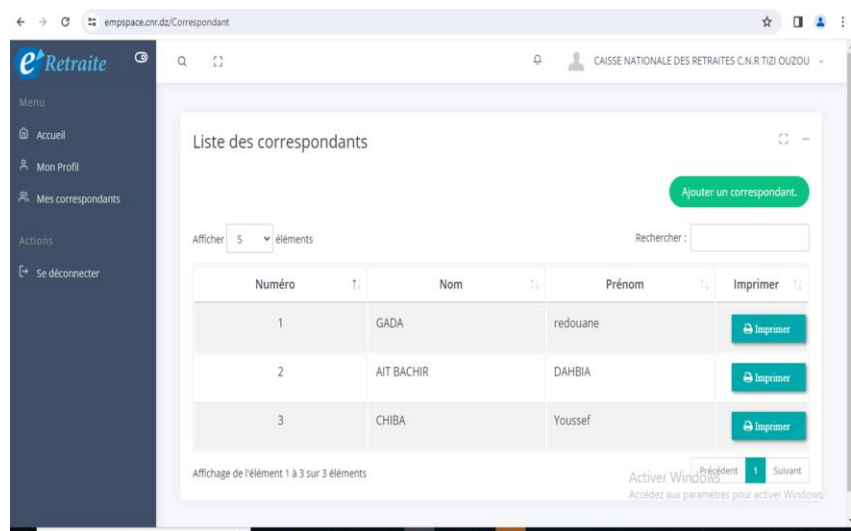 empspace.cnr.dz/Correspondant
e Retraite
CAISSE NATIONALE DES RETRAITES C.N.R TIZI OUZOU
Menu
Accueil
Mon Profil
Mes correspondants
Actions
Se déconnecter
Liste des correspondants
Ajouter un correspondant.
Afficher 5 éléments
Rechercher :
Numéro Nom Prénom Imprimer
1 GADA redouane Imprimer
2 AIT BACHIR DAHBIA Imprimer
3 CHIBA Youssef Imprimer
Affichage de l'élément 1 à 3 sur 3 éléments
Précédent 1 Suivant
Activer Windows
Accédez aux paramètres pour activer Windows.